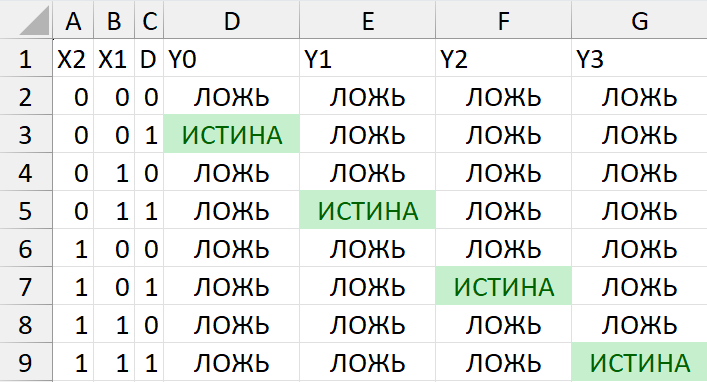 A B C D E F G
1 X2 X1 D Y0 Y1 Y2 Y3
2 0 0 0 ЛОЖЬ ЛОЖЬ ЛОЖЬ ЛОЖЬ
3 0 0 1 ИСТИНА ЛОЖЬ ЛОЖЬ ЛОЖЬ
4 0 1 0 ЛОЖЬ ЛОЖЬ ЛОЖЬ ЛОЖЬ
5 0 1 1 ЛОЖЬ ИСТИНА ЛОЖЬ ЛОЖЬ
6 1 0 0 ЛОЖЬ ЛОЖЬ ЛОЖЬ ЛОЖЬ
7 1 0 1 ЛОЖЬ ЛОЖЬ ИСТИНА ЛОЖЬ
8 1 1 0 ЛОЖЬ ЛОЖЬ ЛОЖЬ ЛОЖЬ
9 1 1 1 ЛОЖЬ ЛОЖЬ ЛОЖЬ ИСТИНА